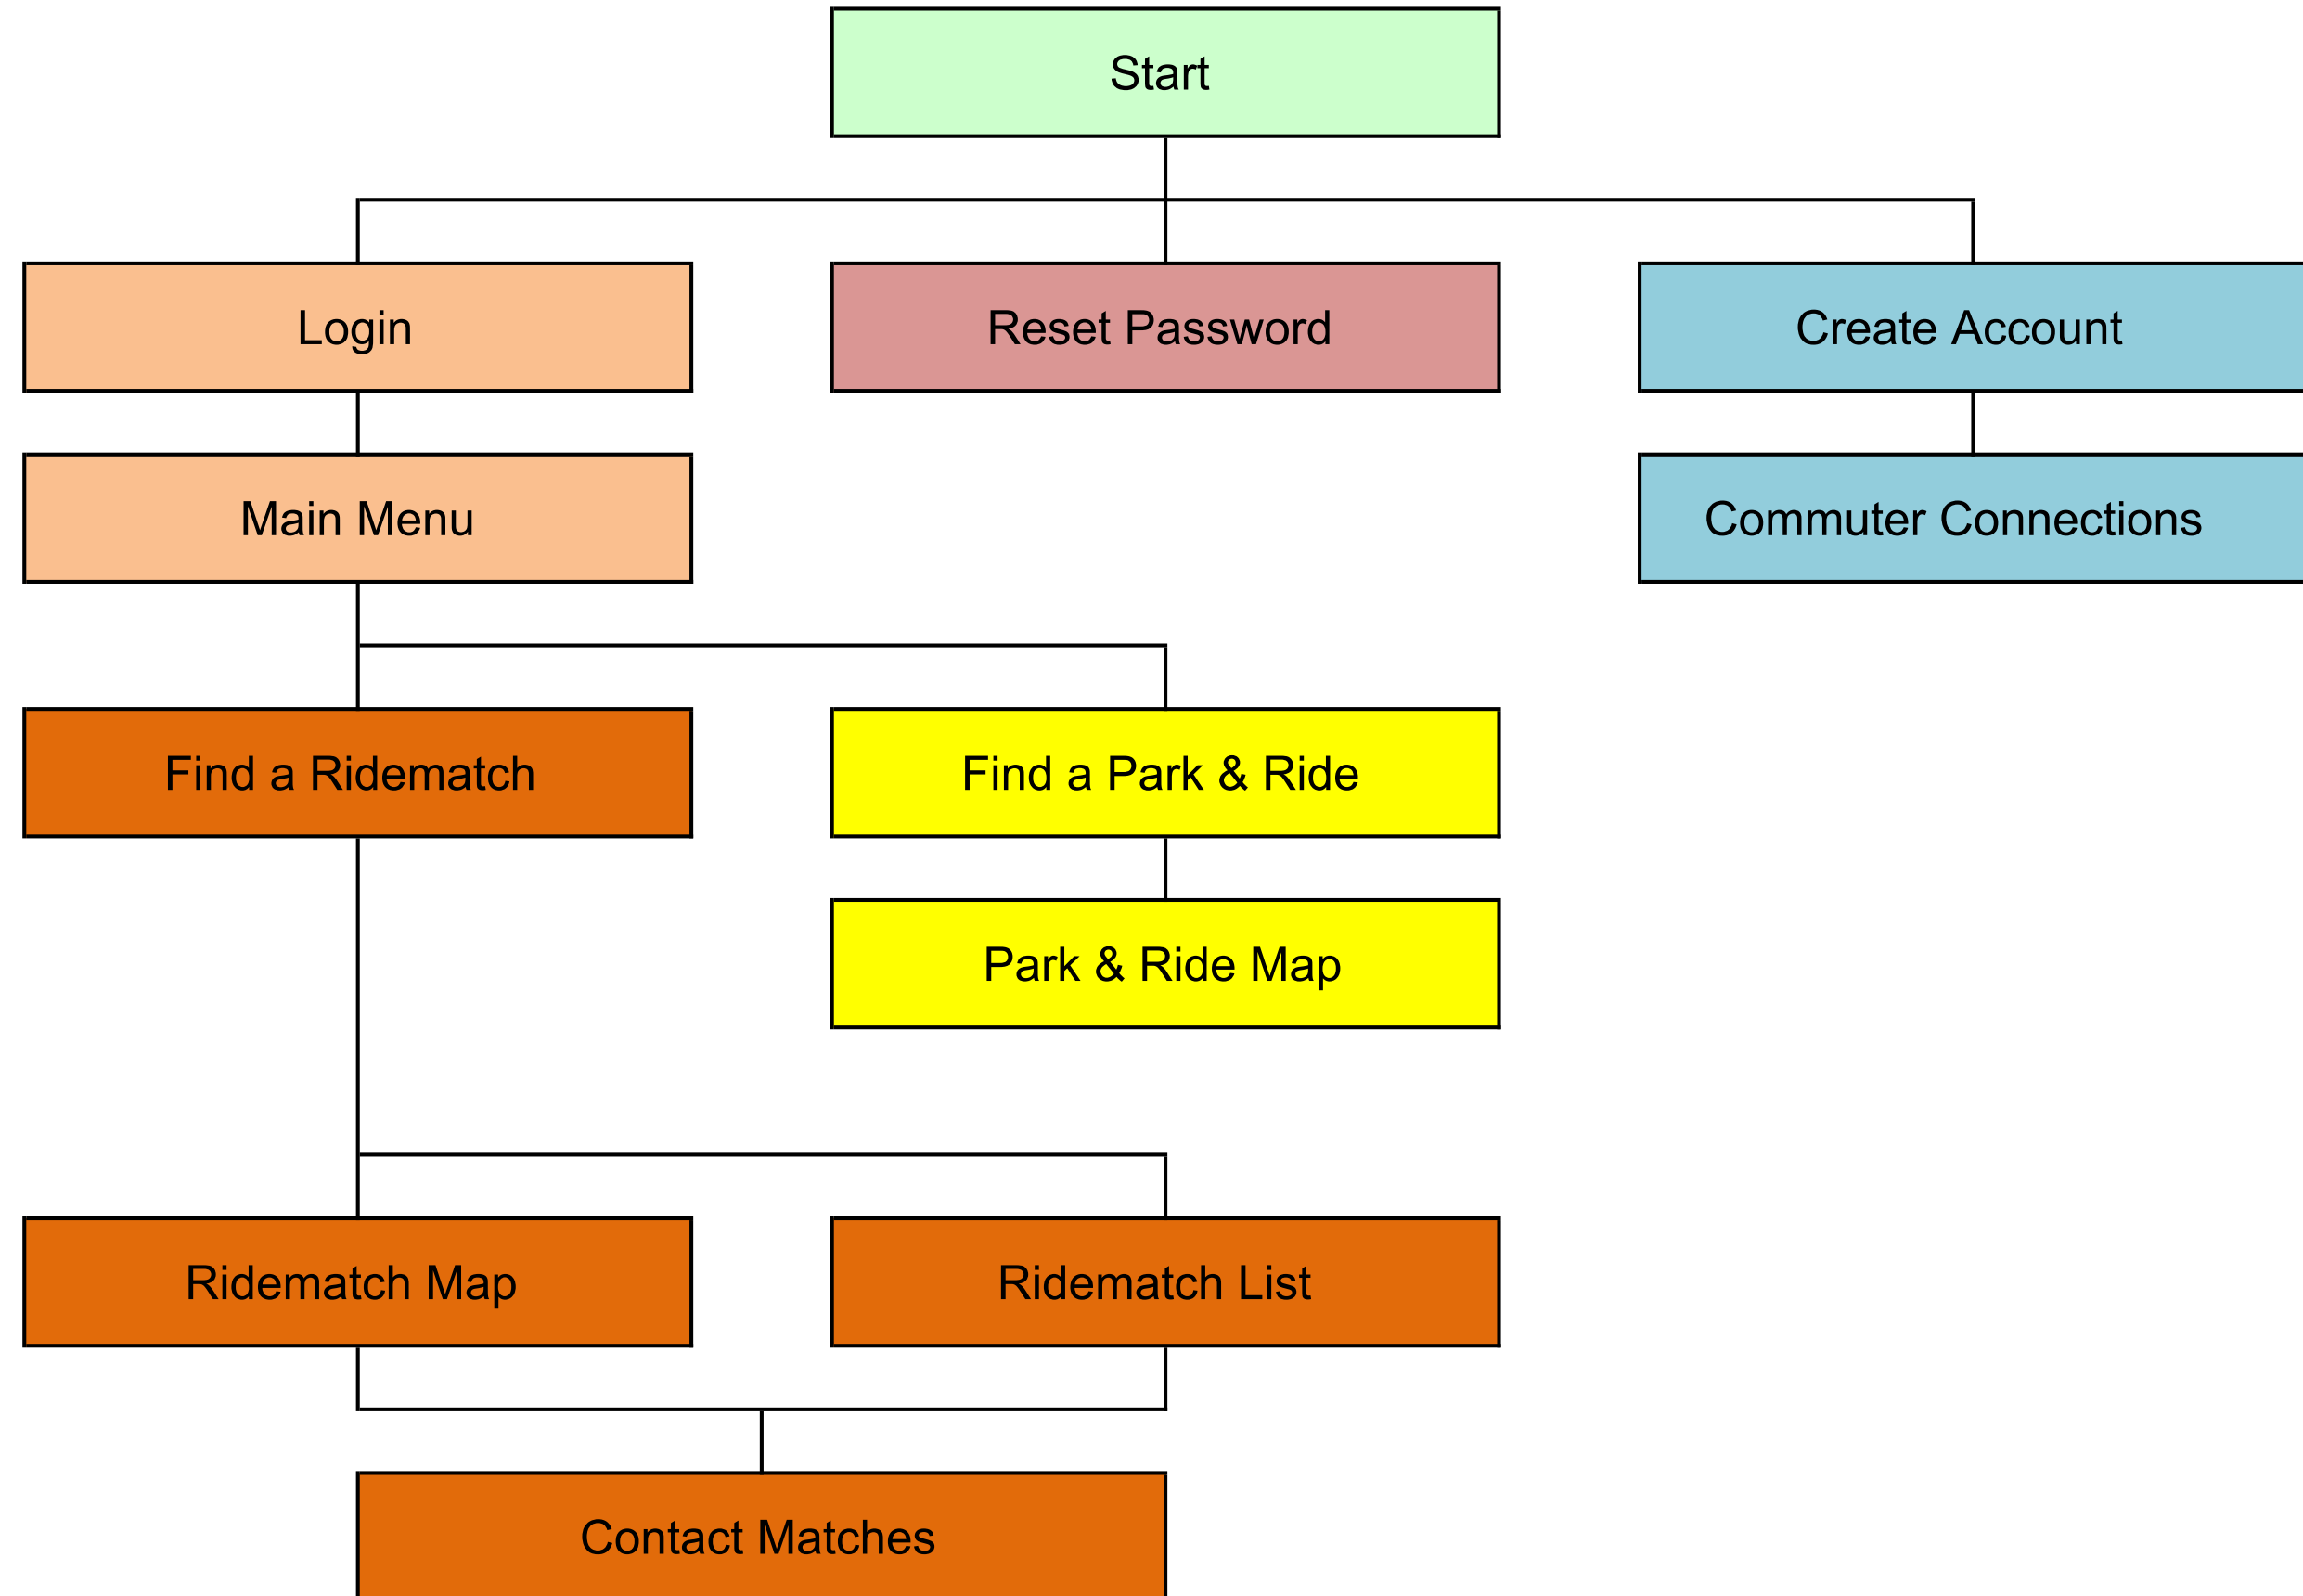 Start
Login
Reset Password
Create Account
Main Menu
Commuter Connections
Find a Ridematch
Find a Park & Ride
Park & Ride Map
Ridematch Map
Ridematch List
Contact Matches